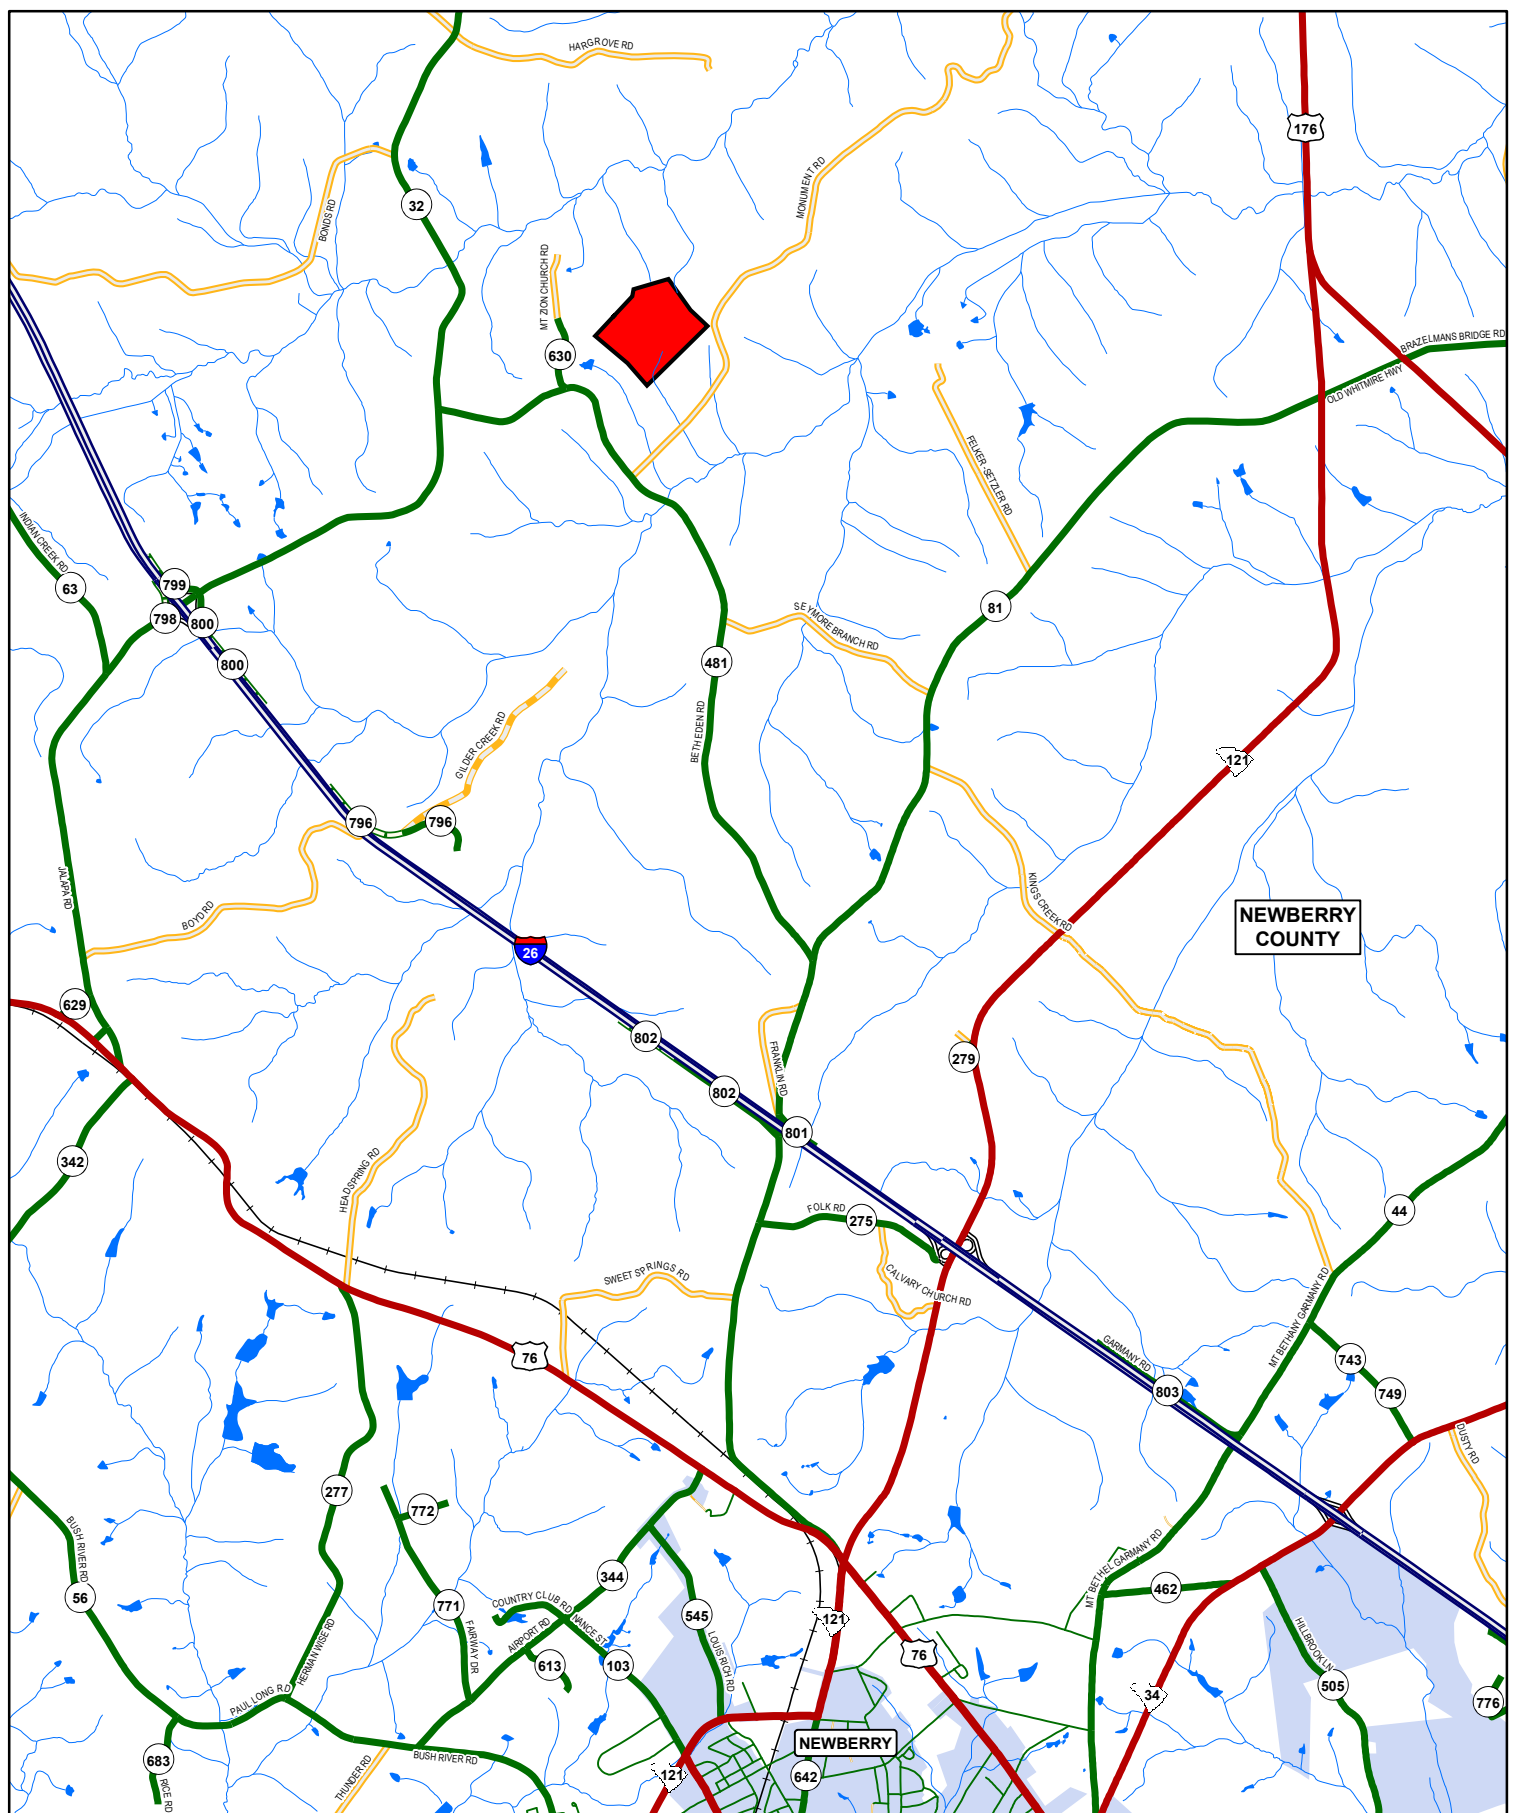 HARGROVE RD
176
MONUMENT RD
32
BONDS RD
MT ZION CHURCH RD
630
BRAZELMANS BRIDGE RD
OLD WHITMIRE HWY
FELKER-SETZLER RD
INDIAN CREEK RD
63
799
798
800
800
81
SEYMORE BRANCH RD
481
BETH EDEN RD
GILDER CREEK RD
121
796
796
JALAPA RD
BOYD RD
KINGS CREEK RD
NEWBERRY
COUNTY
26
629
802
FRANKLIN RD
279
802
801
342
HEADSPRING RD
44
FOLK RD
275
SWEET SPRINGS RD
CALVARY CHURCH RD
MT BETHANY GARMANY RD
76
GARMANY RD
743
803
749
DUSTY RD
277
772
BUSH RIVER RD
56
344
MT BETHEL GARMANY RD
462
COUNTRY CLUB RD
771
NANCE ST
545
121
HERMAN WISE RD
FAIRWAY DR
AIRPORT RD
LOUIS RICH RD
76
HILLBROOK LN
613
103
505
34
776
PAUL LONG RD
683
RICE RD
BUSH RIVER RD
THUNDER RD
NEWBERRY
121
642